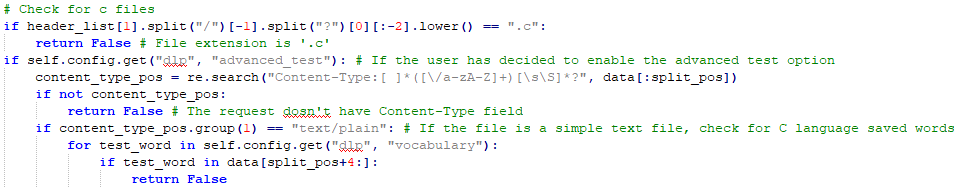 # Check for c files
if header_list[1].split("/")[-1].split("?")[0][:-2].lower() == ".c":
    return False # File extension is '.c'
if self.config.get("dlp", "advanced_test"): # If the user has decided to enable the advanced test option
    content_type_pos = re.search("Content-Type:[ ]*([\/a-zA-Z]+)[\s\S]*?", data[:split_pos])
    if not content_type_pos:
        return False # The request dosn't have Content-Type field
    if content_type_pos.group(1) == "text/plain": # If the file is a simple text file, check for C language saved words
        for test_word in self.config.get("dlp", "vocabulary"):
            if test_word in data[split_pos+4:]:
                return False